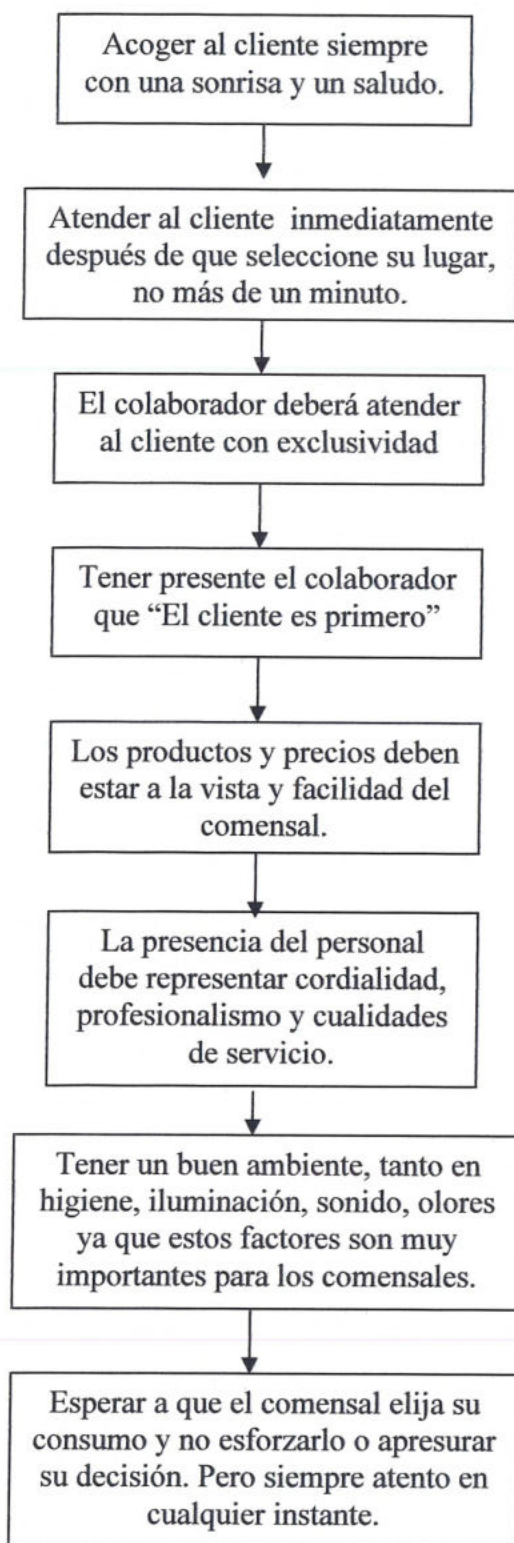 Acoger al cliente siempre
con una sonrisa y un saludo.
Atender al cliente inmediatamente
después de que seleccione su lugar,
no más de un minuto.
El colaborador deberá atender
al cliente con exclusividad
Tener presente el colaborador
que “El cliente es primero”
Los productos y precios deben
estar a la vista y facilidad del
comensal.
La presencia del personal
debe representar cordialidad,
profesionalismo y cualidades
de servicio.
Tener un buen ambiente, tanto en
higiene, iluminación, sonido, olores
ya que estos factores son muy
importantes para los comensales.
Esperar a que el comensal elija su
consumo y no esforzarlo o apresurar
su decisión. Pero siempre atento en
cualquier instante.